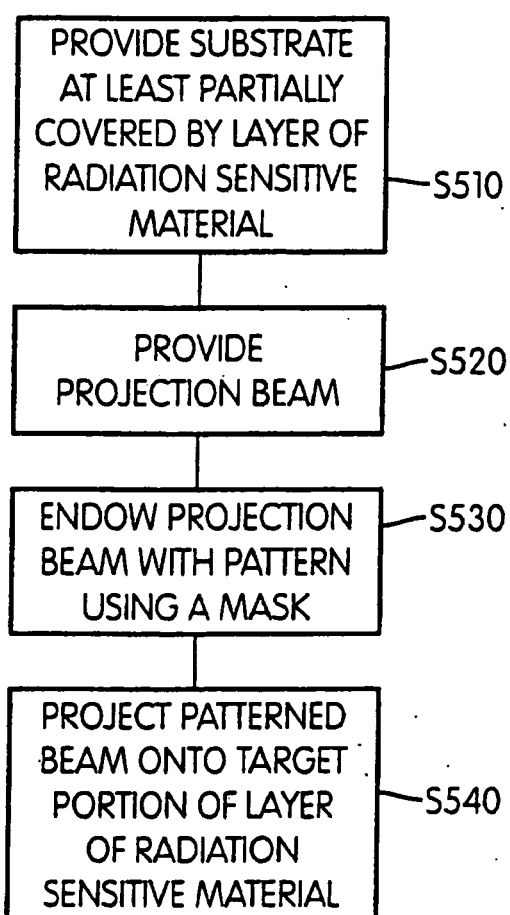 PROVIDE SUBSTRATE
AT LEAST PARTIALLY
COVERED BY LAYER OF
RADIATION SENSITIVE
MATERIAL
S510
PROVIDE
PROJECTION BEAM
S520
ENDOW PROJECTION
BEAM WITH PATTERN
USING A MASK
S530
PROJECT PATTERNED
BEAM ONTO TARGET
PORTION OF LAYER
OF RADIATION
SENSITIVE MATERIAL
S540